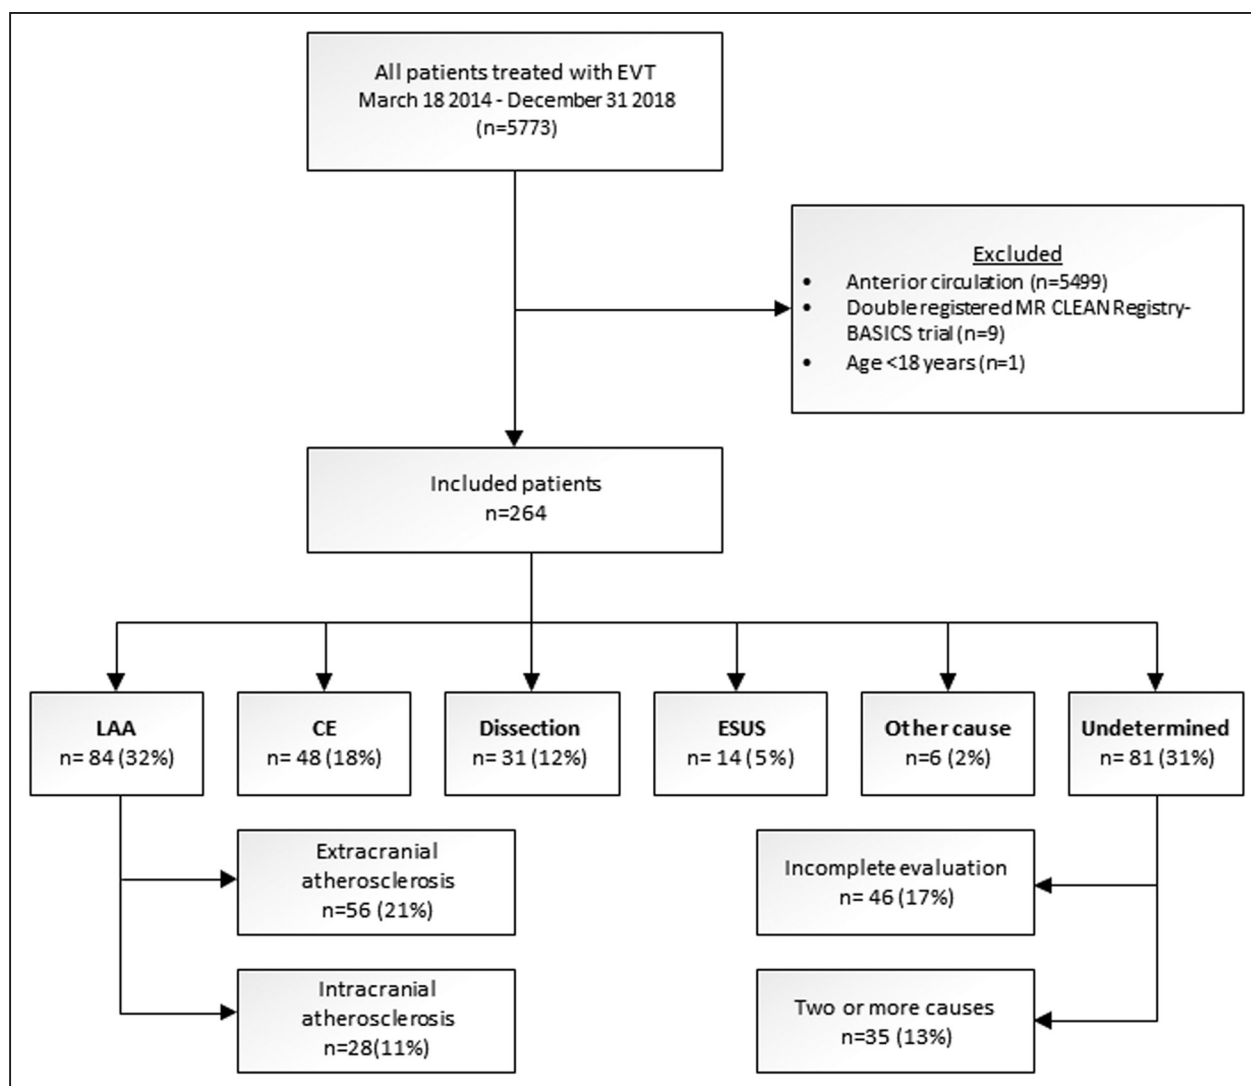 All patients treated with EVT
March 18 2014 - December 31 2018
(n=5773)
Excluded
• Anterior circulation (n=5499)
• Double registered MR CLEAN Registry-
BASICS trial (n=9)
• Age <18 years (n=1)
Included patients
n=264
LAA
n= 84 (32%)
CE
n= 48 (18%)
Dissection
n= 31 (12%)
ESUS
n= 14 (5%)
Other cause
n=6 (2%)
Undetermined
n= 81 (31%)
Extracranial
atherosclerosis
n=56 (21%)
Incomplete evaluation
n= 46 (17%)
Intracranial
atherosclerosis
n=28(11%)
Two or more causes
n=35 (13%)